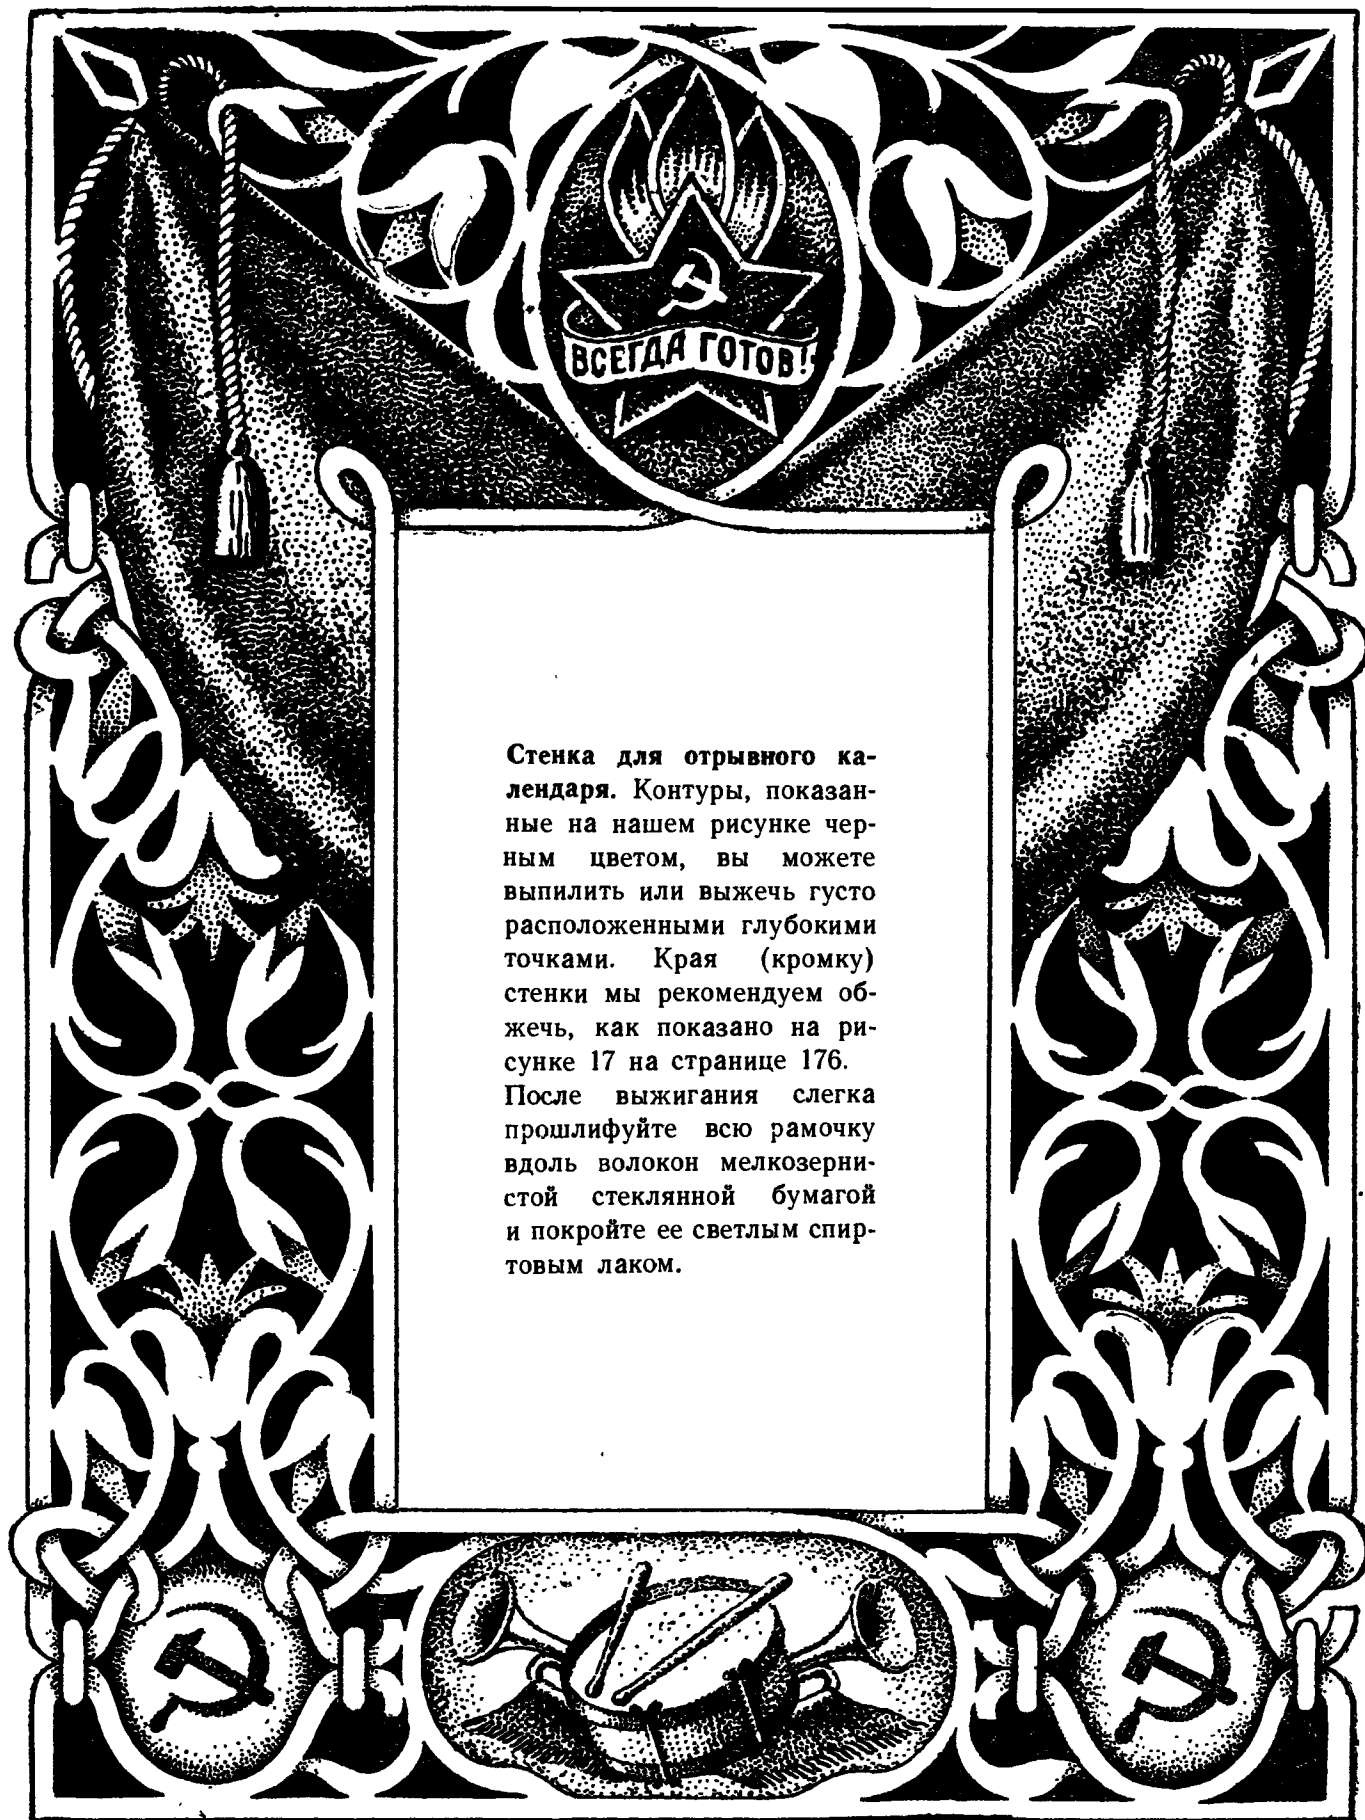 ВСЕГДА ГОТОВ!
Стенка для отрывного ка-
лендаря. Контуры, показан-
ные на нашем рисунке чер-
ным цветом, вы можете
выпилить или выжечь густо
расположенными глубокими
точками. Края (кромку)
стенки мы рекомендуем об-
жечь, как показано на ри-
сунке 17 на странице 176.
После выжигания слегка
прошлифуйте всю рамочку
вдоль волокон мелкозерни-
стой стеклянной бумагой
и покройте ее светлым спир-
товым лаком.